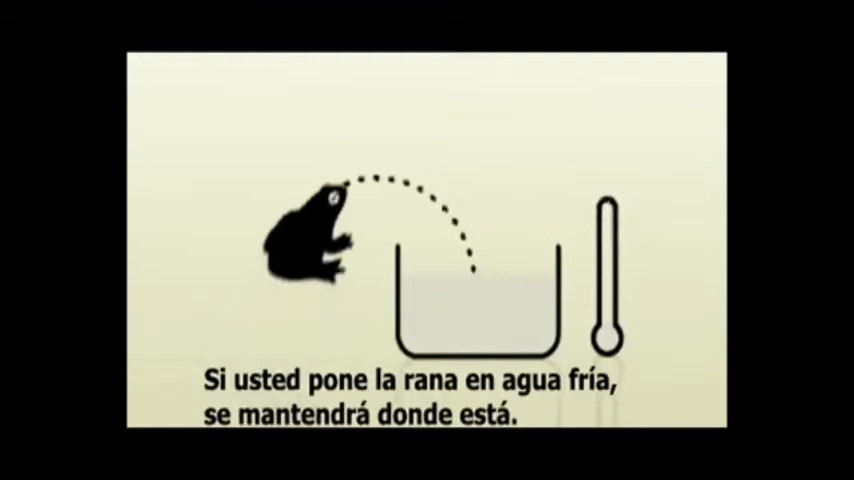 Si usted pone la rana en agua fría,
se mantendrá donde está.